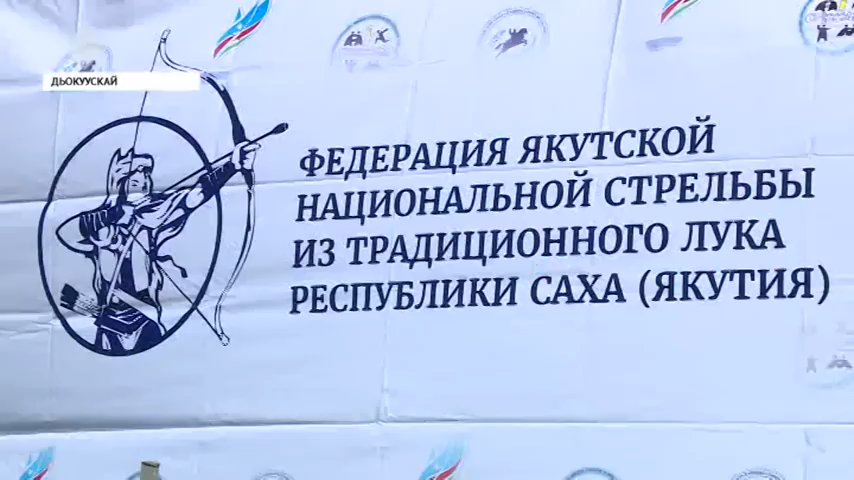 ДЬОКУУСКАЙ
ФЕДЕРАЦИЯ ЯКУТСКОЙ
НАЦИОНАЛЬНОЙ СТРЕЛЬБЫ
ИЗ ТРАДИЦИОННОГО ЛУКА
РЕСПУБЛИКИ САХА (ЯКУТИЯ)